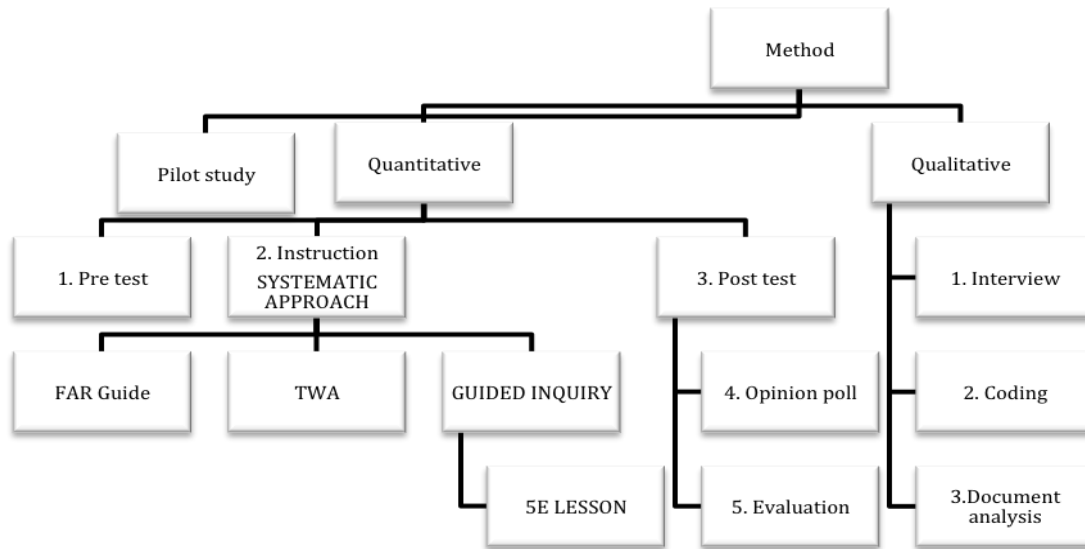 Method
Pilot study
Quantitative
Qualitative
1. Pre test
2. Instruction
SYSTEMATIC
APPROACH
3. Post test
1. Interview
FAR Guide
TWA
GUIDED INQUIRY
4. Opinion poll
2. Coding
5E LESSON
5. Evaluation
3.Document
analysis